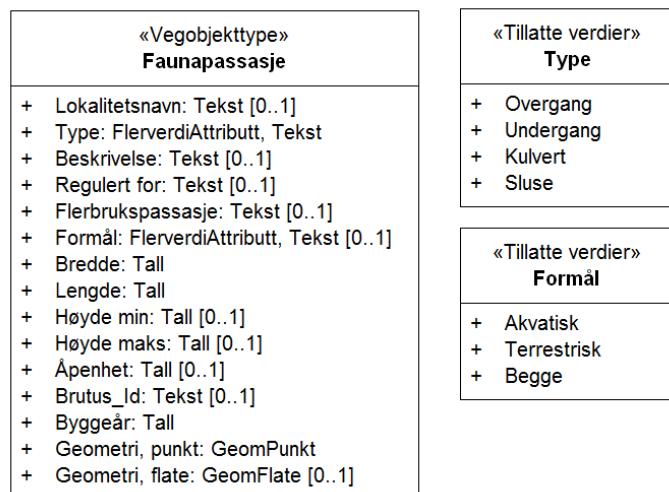 «Vegobjekttype»
Faunapassasje
+ Lokalitetsnavn: Tekst [0..1]
+ Type: FlerverdiAttributt, Tekst
+ Beskrivelse: Tekst [0..1]
+ Regulert for: Tekst [0..1]
+ Flerbrukspassasje: Tekst [0..1]
+ Formål: FlerverdiAttributt, Tekst [0..1]
+ Bredde: Tall
+ Lengde: Tall
+ Høyde min: Tall [0..1]
+ Høyde maks: Tall [0..1]
+ Åpenhet: Tall [0..1]
+ Brutus_Id: Tekst [0..1]
+ Byggeår: Tall
+ Geometri, punkt: GeomPunkt
+ Geometri, flate: GeomFlate [0..1]
«Tillatte verdier»
Type
+ Overgang
+ Undergang
+ Kulvert
+ Sluse
«Tillatte verdier»
Formål
+ Akvatisk
+ Terrestrisk
+ Begge